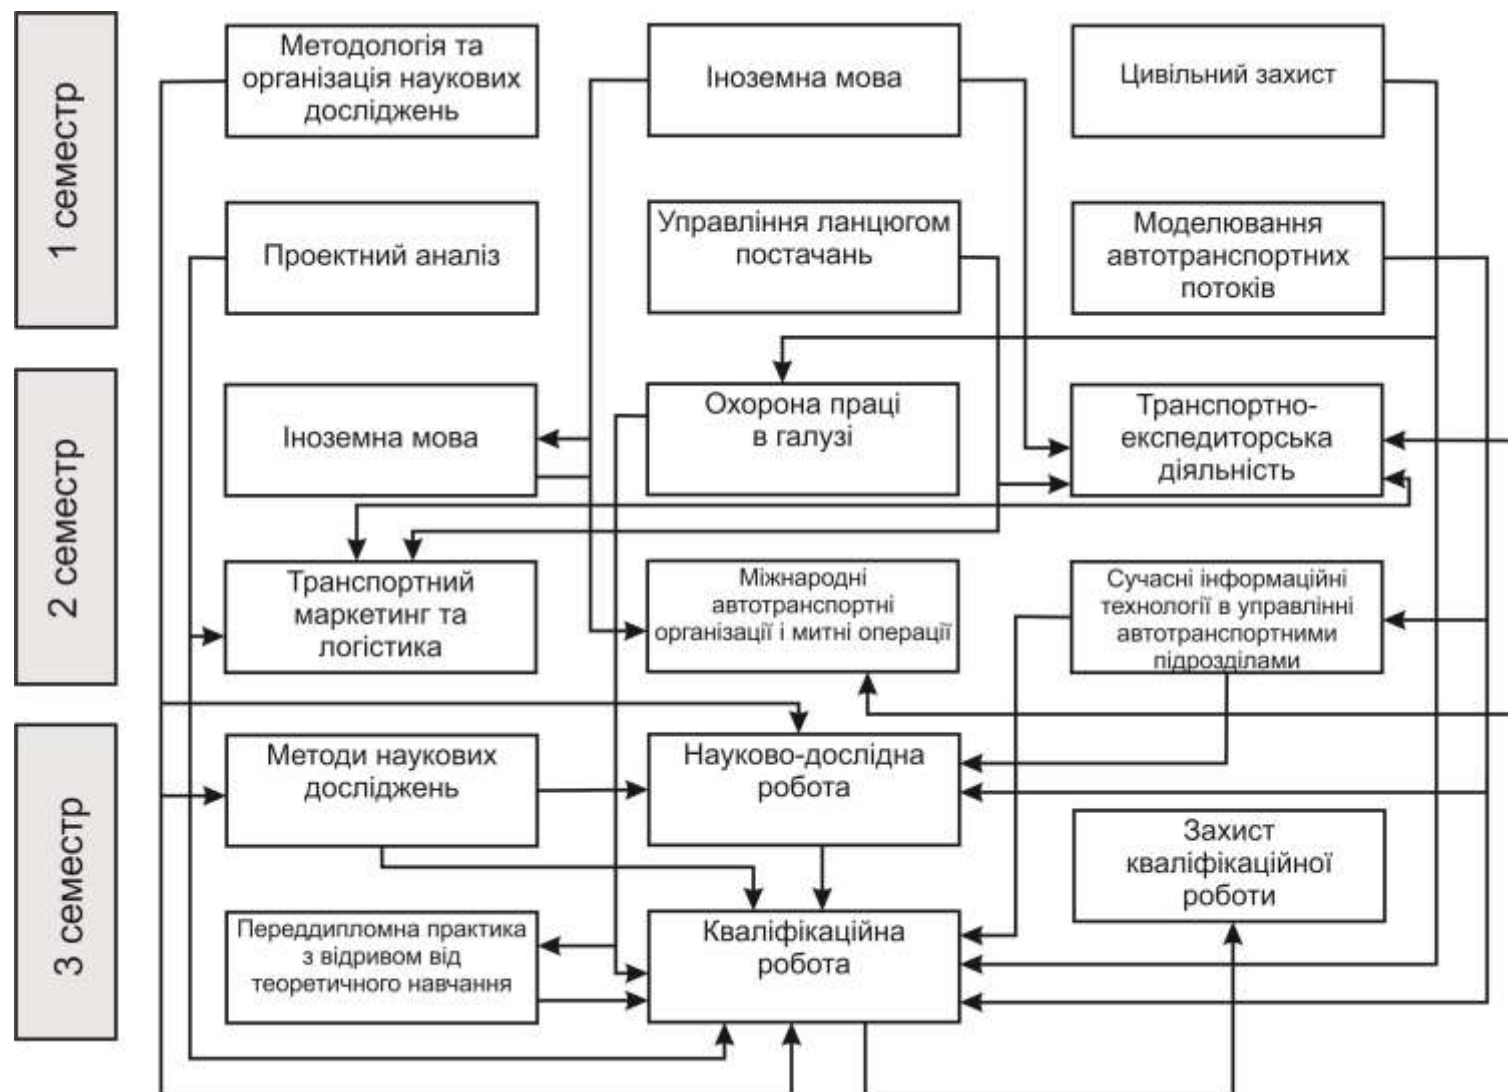 1 семестр
Методологія та
організація наукових
досліджень
Іноземна мова
Цивільний захист
Проектний аналіз
Управління ланцюгом
постачань
Моделювання
автотранспортних
потоків
2 семестр
Іноземна мова
Охорона праці
в галузі
Транспортно-
експедиторська
діяльність
Транспортний
маркетинг та
логістика
Міжнародні
автотранспортні
організації і митні операції
Сучасні інформаційні
технології в управлінні
автотранспортними
підрозділами
3 семестр
Методи наукових
досліджень
Науково-дослідна
робота
Захист
кваліфікаційної
роботи
Переддипломна практика
з відривом від
теоретичного навчання
Кваліфікаційна
робота